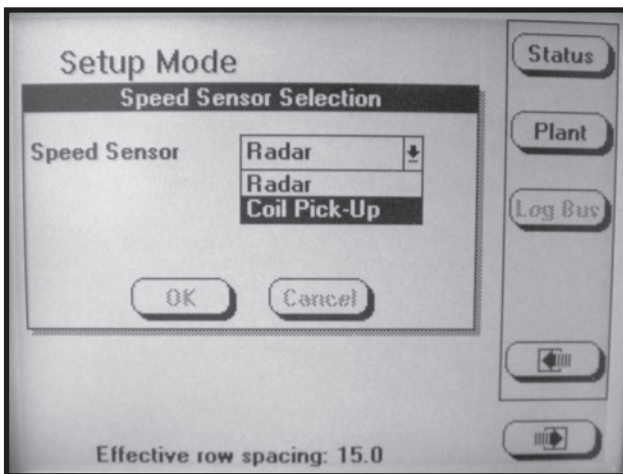 Setup Mode
Speed Sensor Selection
Speed Sensor
Radar
Radar
Coil Pick-Up
OK
Cancel
Effective row spacing: 15.0
Status
Plant
Log Bus